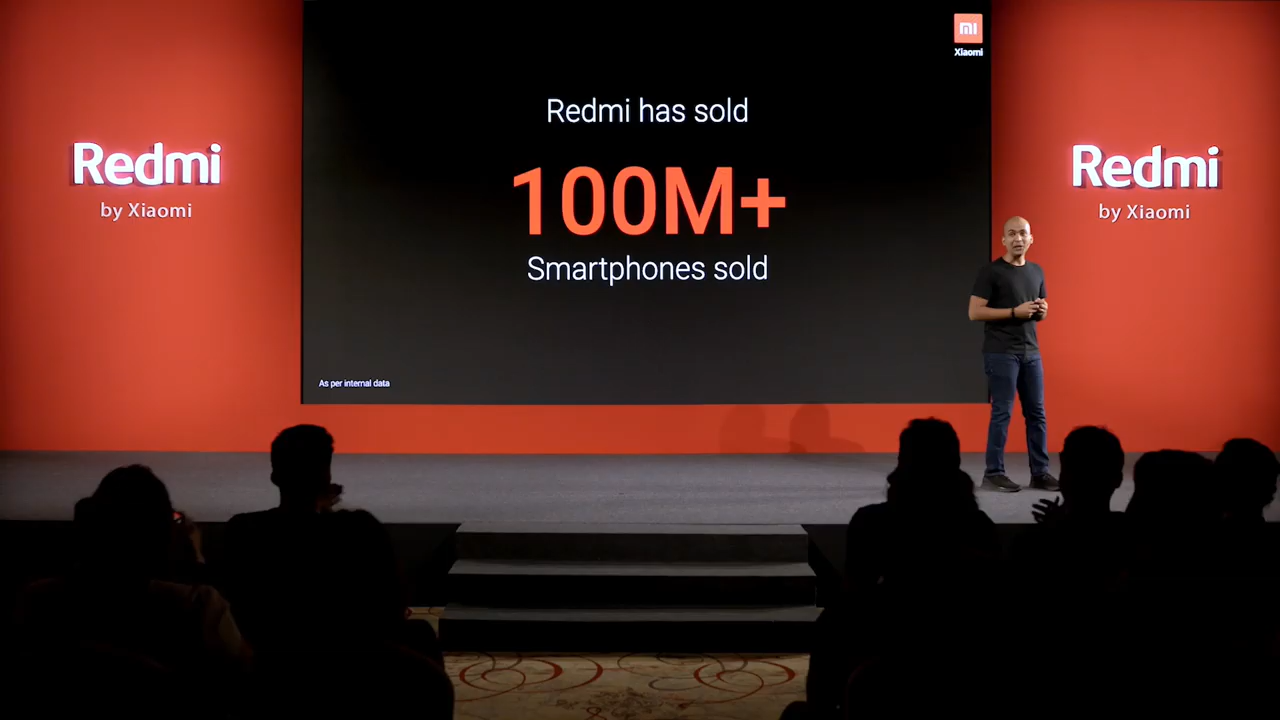 Redmi
by Xiaomi
mi
Xiaomi
Redmi has sold
100M+
Smartphones sold
As per internal data
Redmi
by Xiaomi